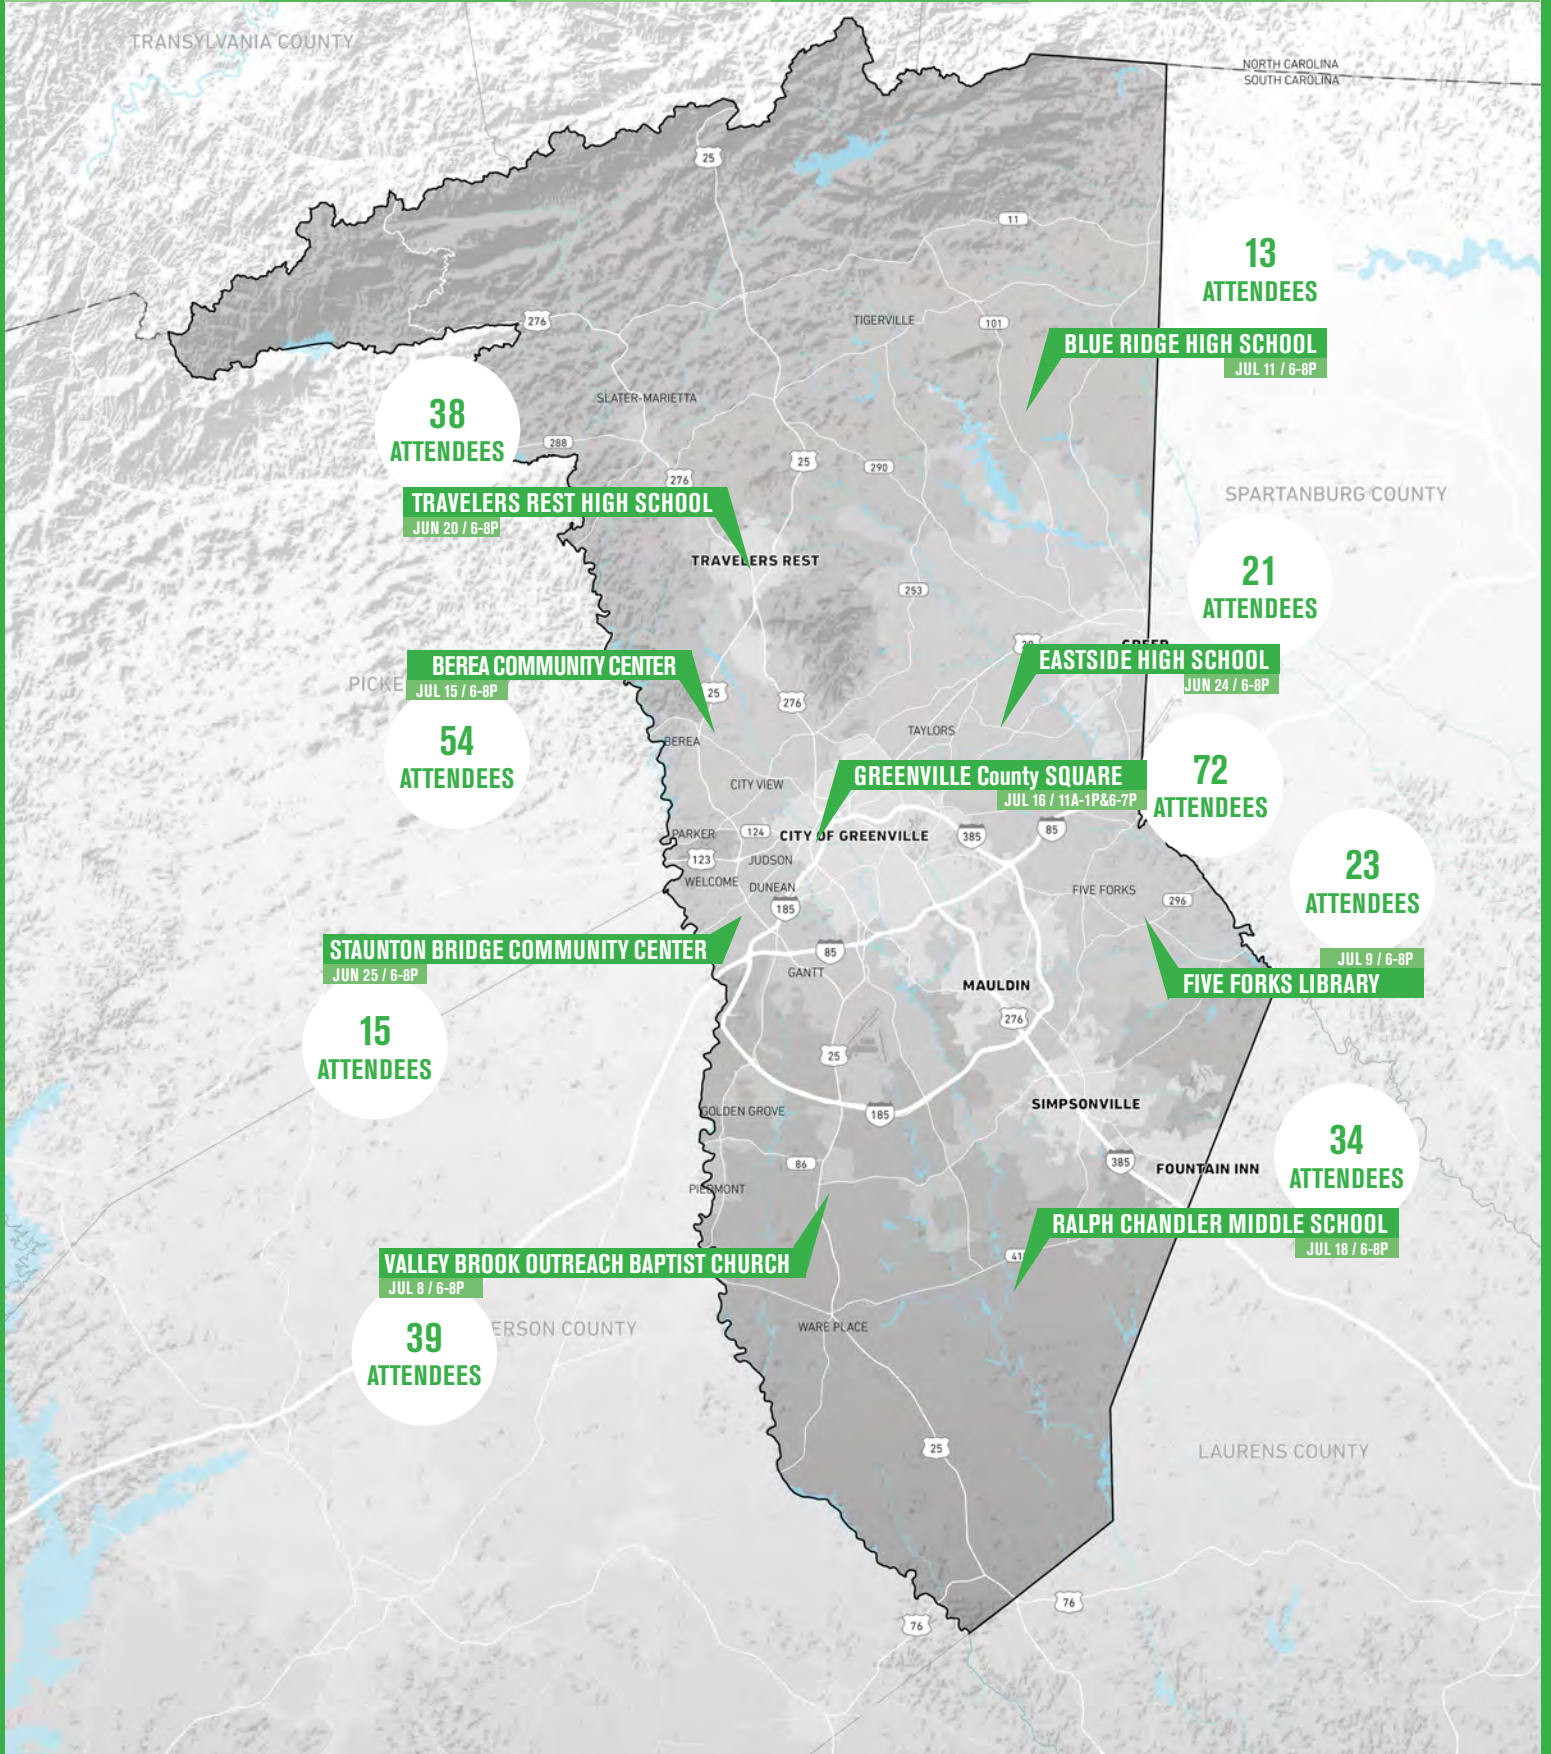 TRANSYLVANIA COUNTY
NORTH CAROLINA
SOUTH CAROLINA
25
11
13
ATTENDEES
276
TIGERVILLE
101
BLUE RIDGE HIGH SCHOOL
JUL 11 / 6-8P
38
ATTENDEES
SLATER-MARIETTA
288
25
290
276
SPARTANBURG COUNTY
TRAVELERS REST HIGH SCHOOL
JUN 20 / 6-8P
TRAVELERS REST
21
ATTENDEES
253
GREER
EASTSIDE HIGH SCHOOL
JUN 24 / 6-8P
BEREA COMMUNITY CENTER
JUL 15 / 6-8P
PICKE
25
276
54
ATTENDEES
BEREA
TAYLORS
CITY VIEW
GREENVILLE County SQUARE
JUL 16 / 11A-1P&6-7P
72
ATTENDEES
PARKER
124
CITY OF GREENVILLE
385
85
123
JUDSON
WELCOME
DUNEAN
185
FIVE FORKS
296
23
ATTENDEES
JUL 9 / 6-8P
FIVE FORKS LIBRARY
STAUNTON BRIDGE COMMUNITY CENTER
JUN 25 / 6-8P
85
GANTT
MAULDIN
276
15
ATTENDEES
25
GOLDEN GROVE
185
SIMPSONVILLE
86
385
FOUNTAIN INN
34
ATTENDEES
PIEDMONT
RALPH CHANDLER MIDDLE SCHOOL
JUL 18 / 6-8P
41
VALLEY BROOK OUTREACH BAPTIST CHURCH
JUL 8 / 6-8P
39
ATTENDEES
ERSON COUNTY
WARE PLACE
25
LAURENS COUNTY
76
76